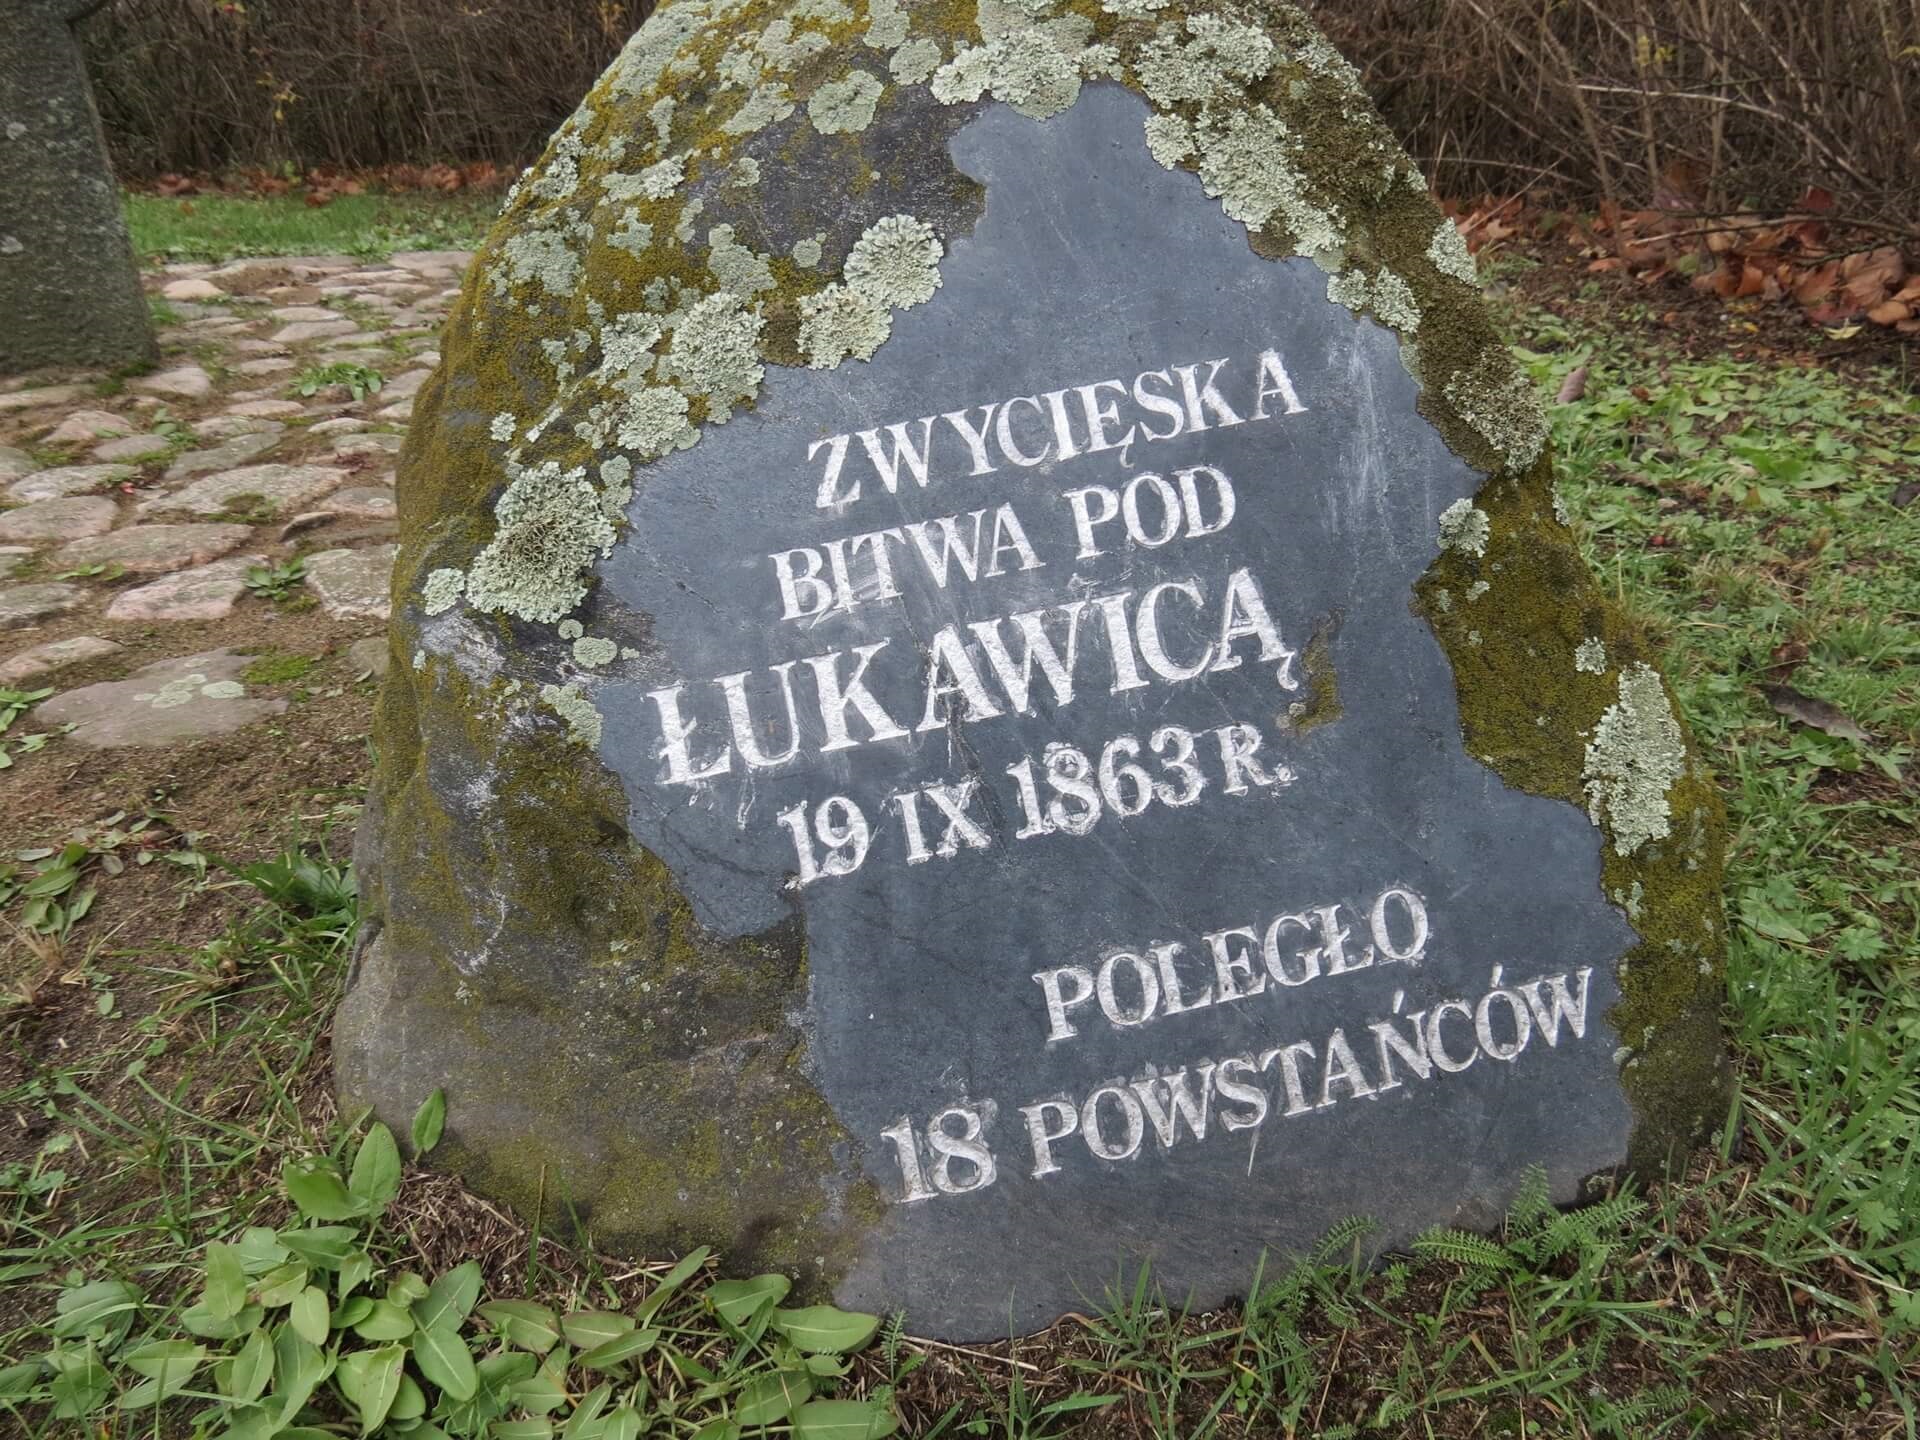 ZWYCIĘSKA
BITWA POD
ŁUKAWICĄ
19 IX 1863 R.
POLEGŁO
18 POWSTAŃCÓW